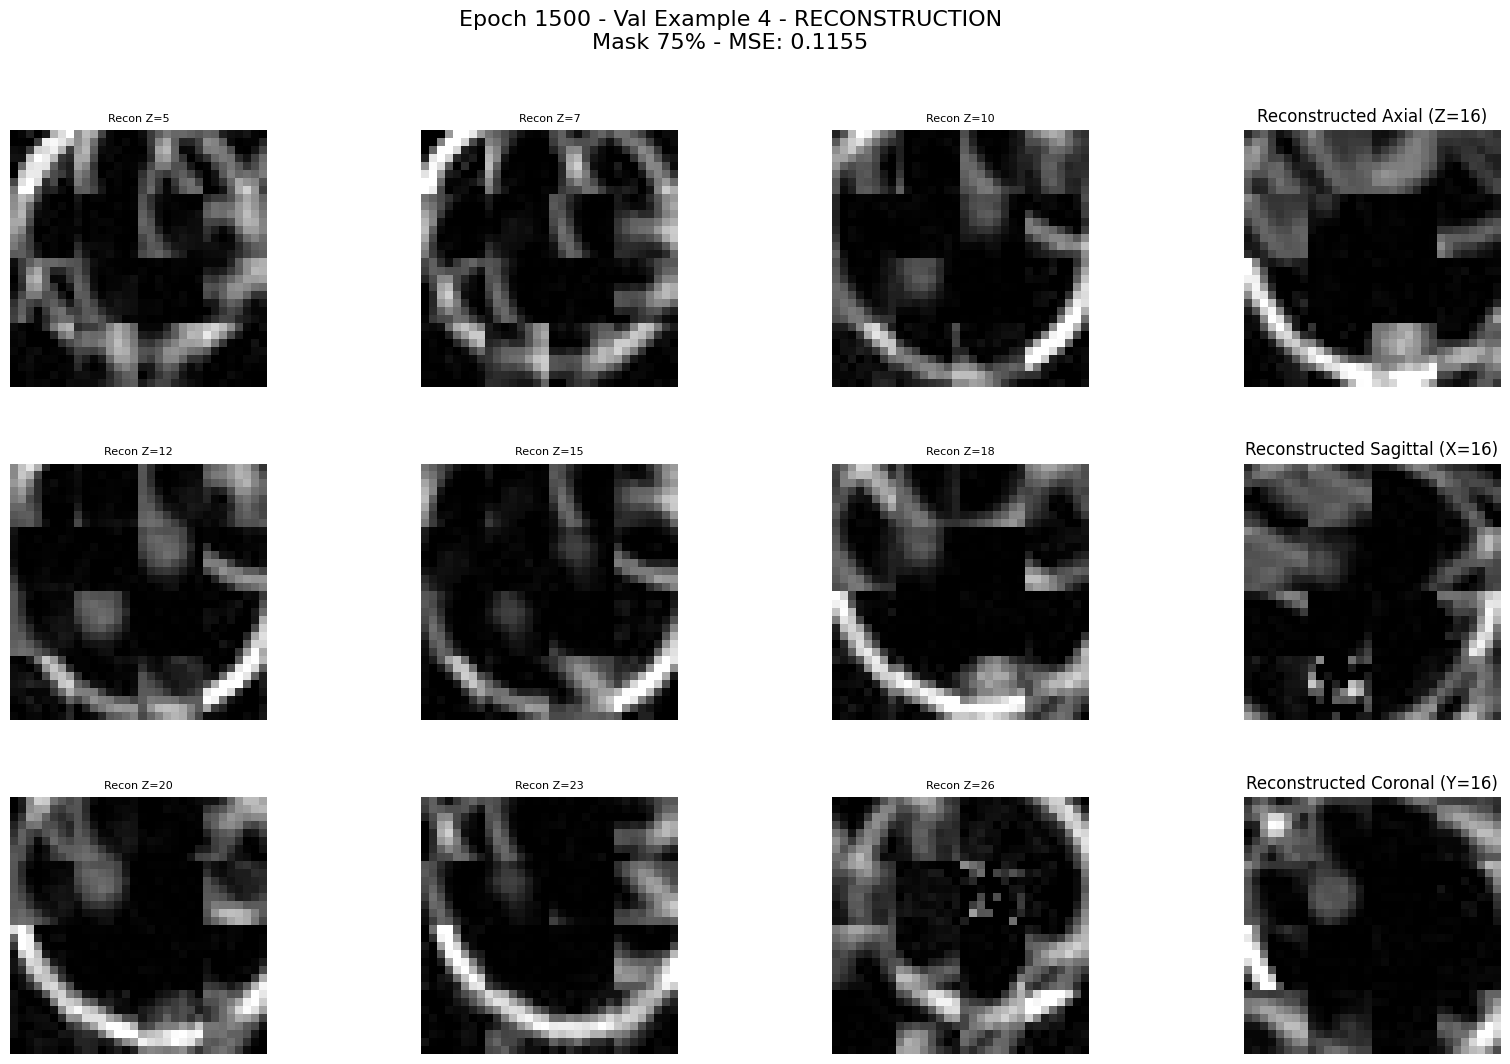 Epoch 1500 - Val Example 4 - RECONSTRUCTION
Mask 75% - MSE: 0.1155
Recon Z=5
Recon Z=7
Recon Z=10
Reconstructed Axial (Z=16)
Recon Z=12
Recon Z=15
Recon Z=18
Reconstructed Sagittal (X=16)
Recon Z=20
Recon Z=23
Recon Z=26
Reconstructed Coronal (Y=16)